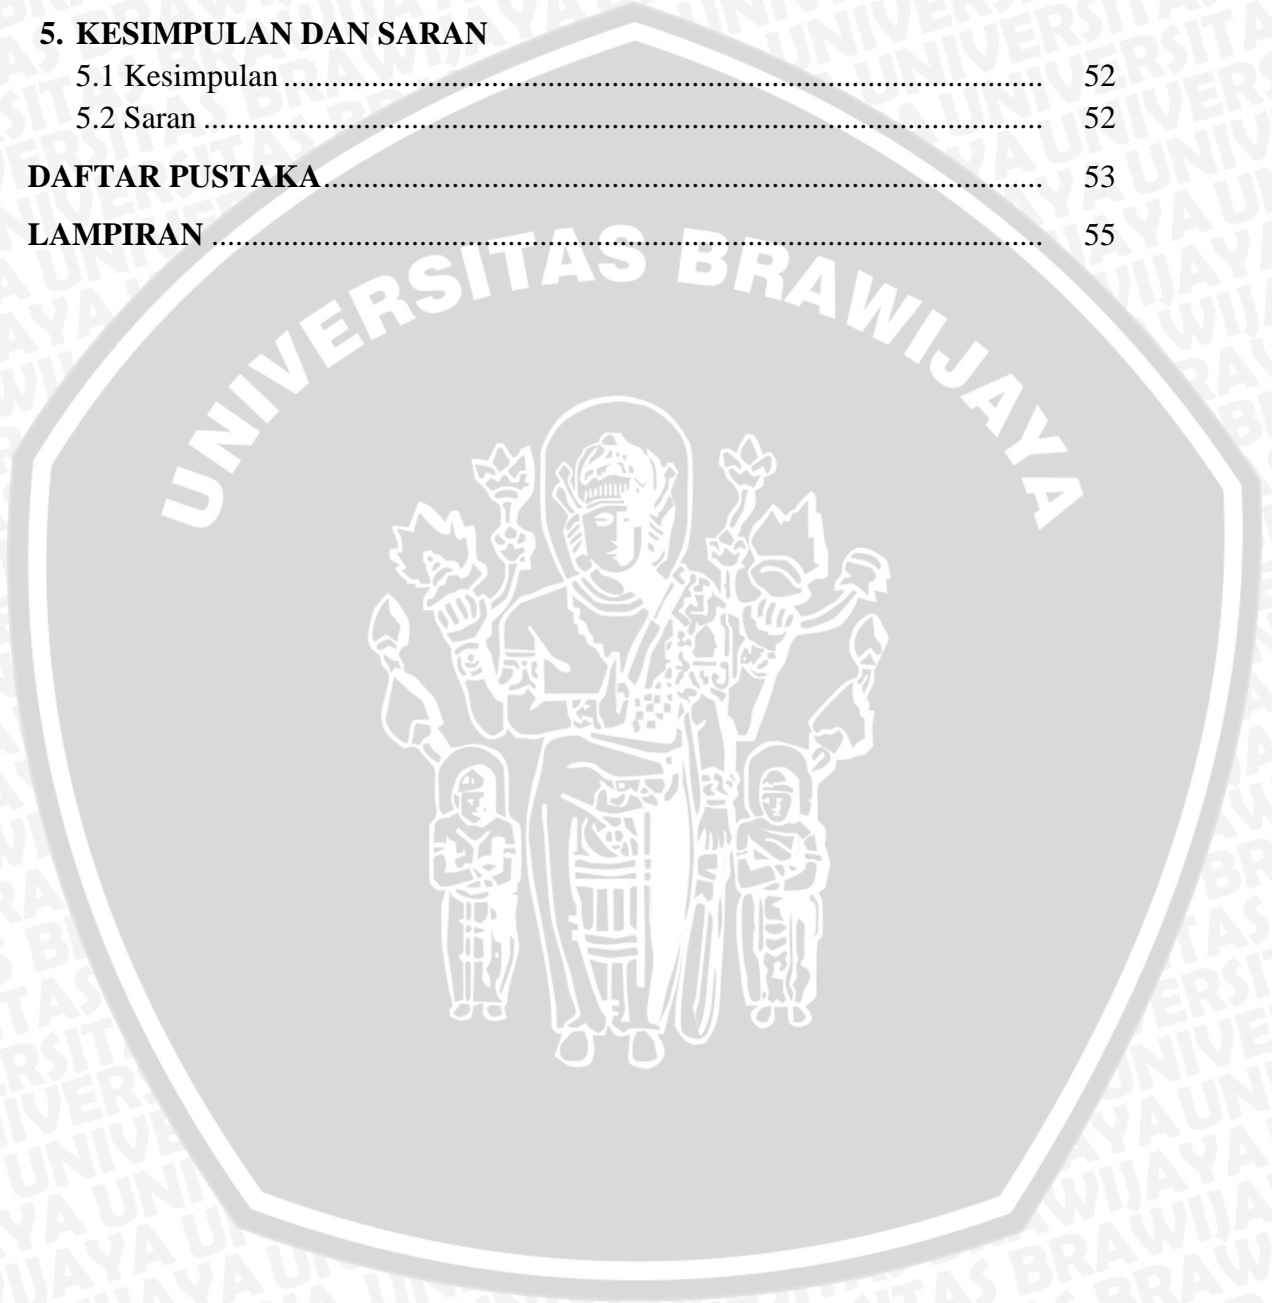 5. KESIMPULAN DAN SARAN
5.1 Kesimpulan ............................................................................................... 52
5.2 Saran ......................................................................................................... 52
DAFTAR PUSTAKA.......................................................................................... 53
LAMPIRAN ........................................................................................................ 55
UNIVERSITAS BRAWIJAYA